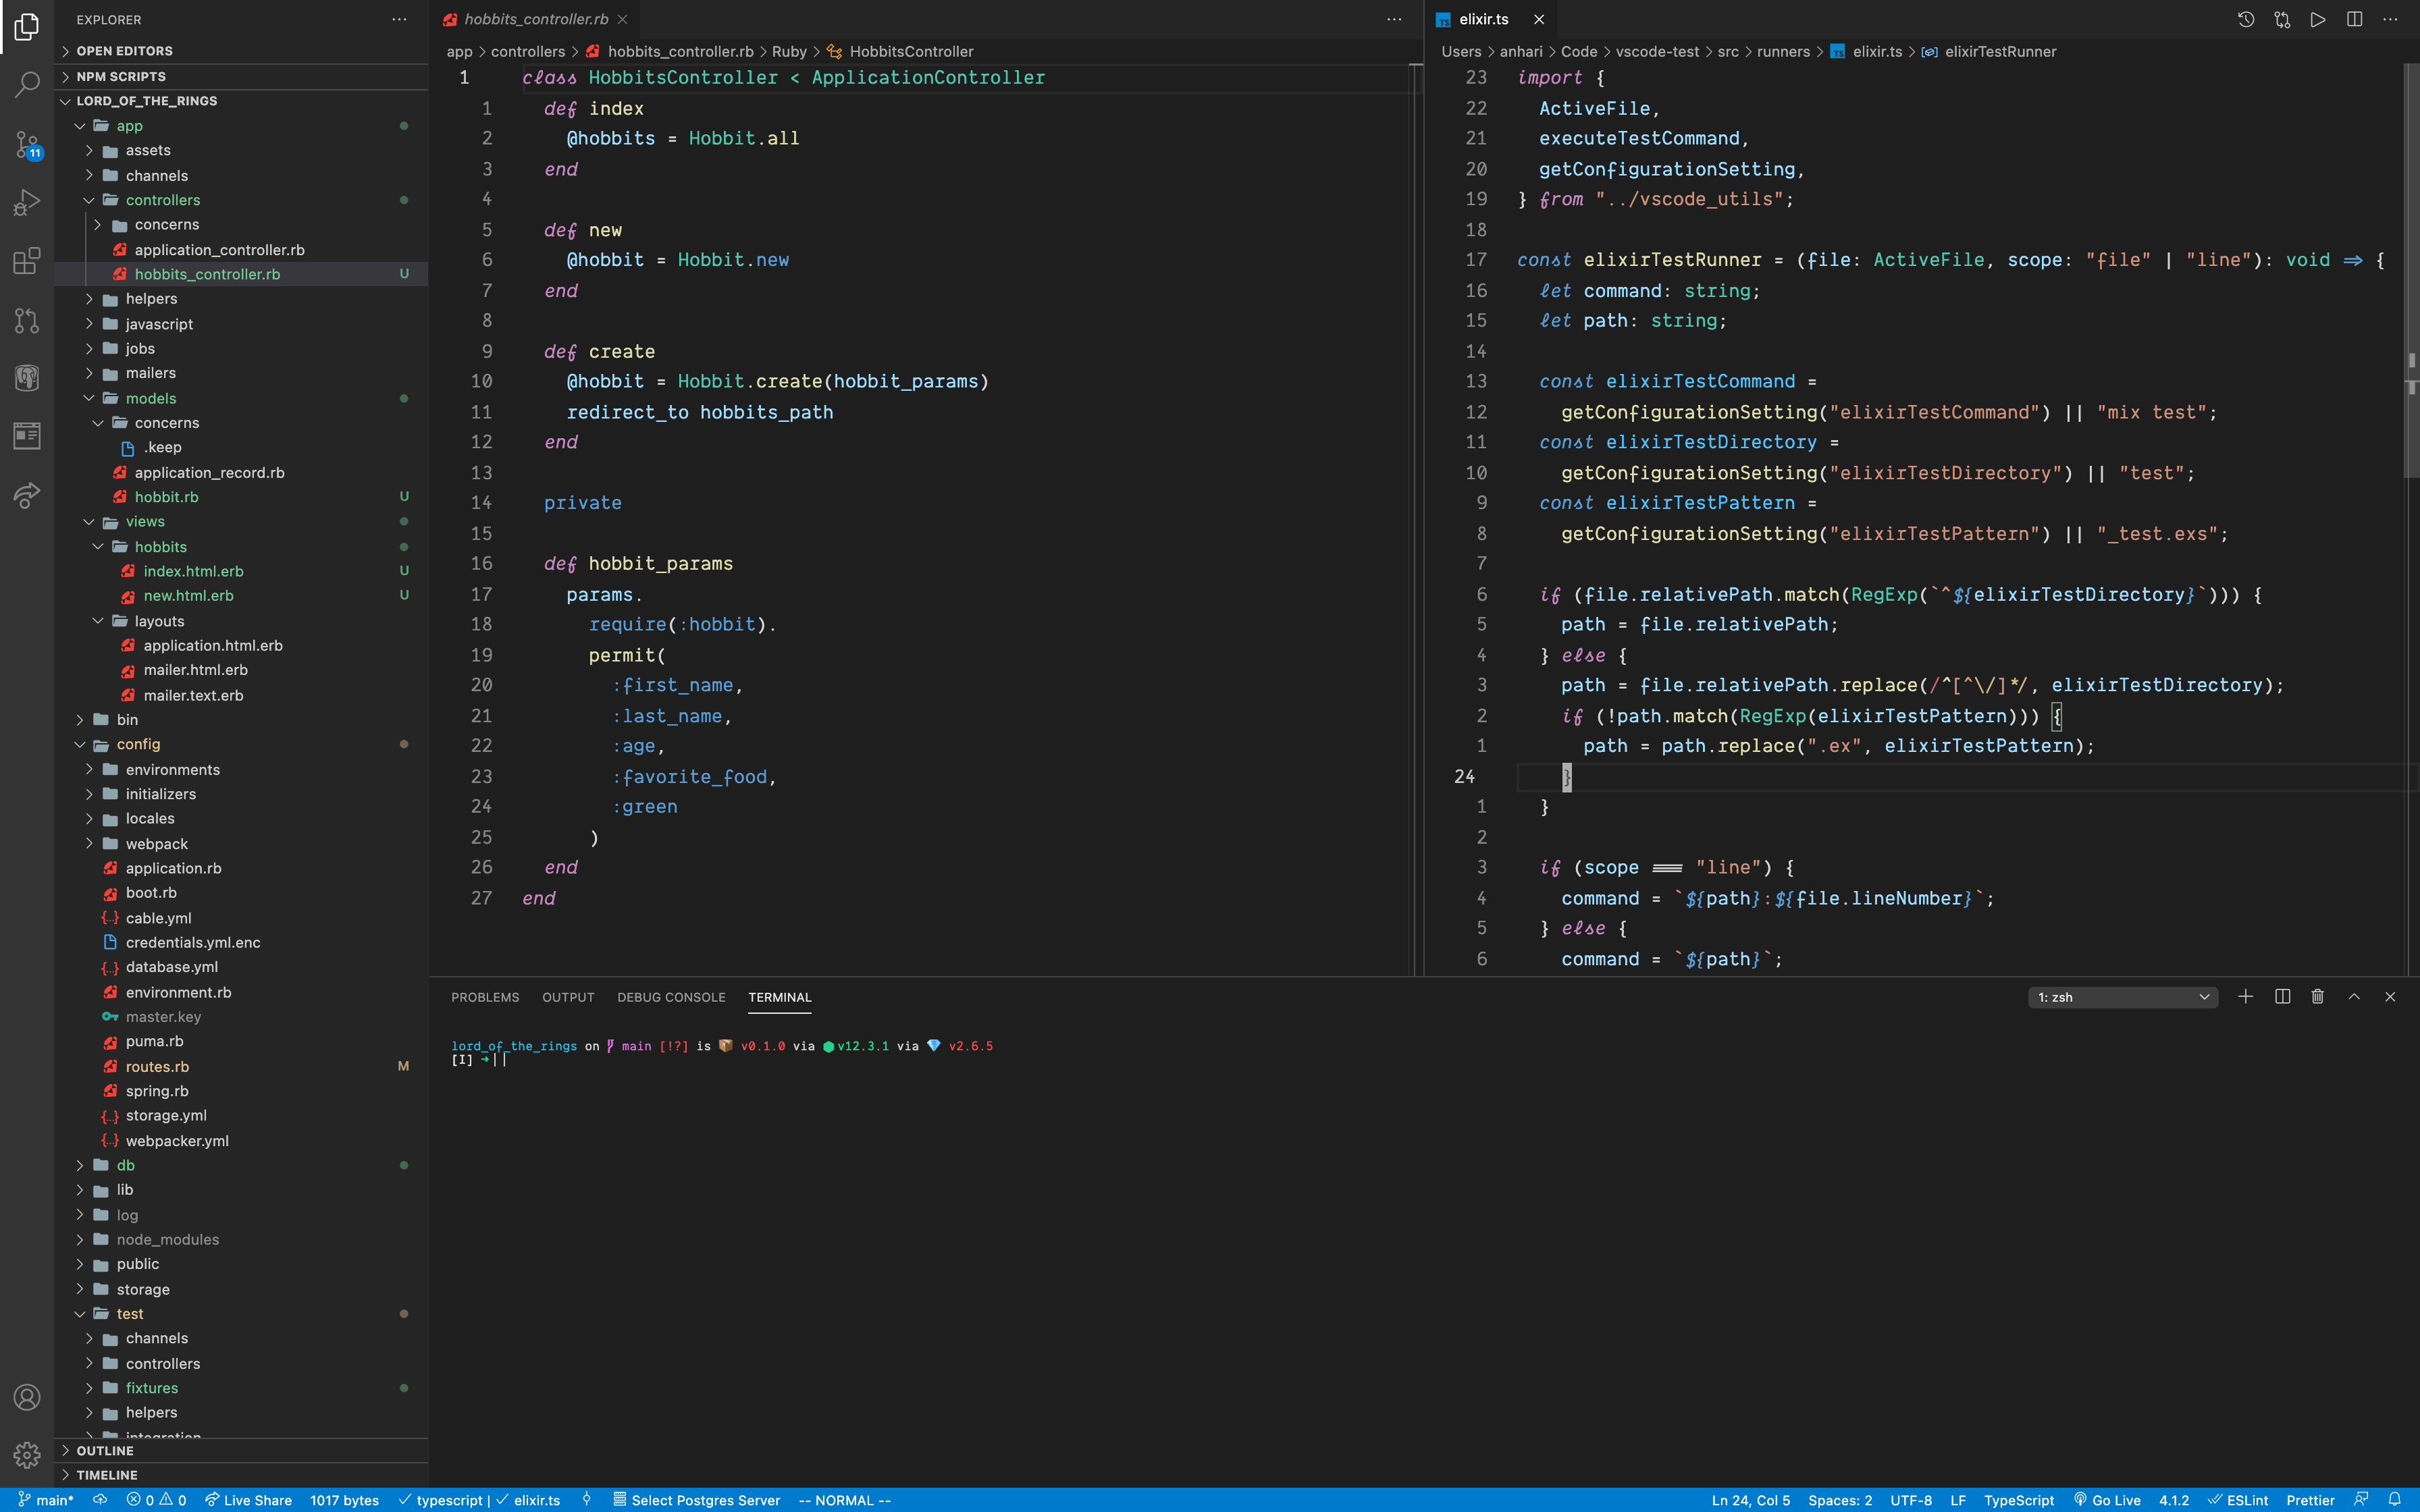 EXPLORER
OPEN EDITORS
NPM SCRIPTS
LORD_OF_THE_RINGS
app
assets
channels
controllers
concerns
application_controller.rb
hobbits_controller.rb U
helpers
javascript
jobs
mailers
models
concerns
.keep
application_record.rb
hobbit.rb U
views
hobbits
index.html.erb U
new.html.erb U
layouts
application.html.erb
mailer.html.erb
mailer.text.erb
bin
config
environments
initializers
locales
webpack
application.rb
boot.rb
cable.yml
credentials.yml.enc
database.yml
environment.rb
master.key
puma.rb
routes.rb M
spring.rb
storage.yml
webpacker.yml
db
lib
log
node_modules
public
storage
test
channels
controllers
fixtures
helpers
integration
OUTLINE
TIMELINE
11
hobbits_controller.rb
app > controllers > hobbits_controller.rb > Ruby > HobbitsController
1 class HobbitsController < ApplicationController
1 def index
2 @hobbits = Hobbit.all
3 end
4
5 def new
6 @hobbit = Hobbit.new
7 end
8
9 def create
10 @hobbit = Hobbit.create(hobbit_params)
11 redirect_to hobbits_path
12 end
13
14 private
15
16 def hobbit_params
17 params.
18 require(:hobbit).
19 permit(
20 :first_name,
21 :last_name,
22 :age,
23 :favorite_food,
24 :green
25 )
26 end
27 end
TS elixir.ts
Users > anhari > Code > vscode-test > src > runners > TS elixir.ts > elixirTestRunner
23 import {
22 ActiveFile,
21 executeTestCommand,
20 getConfigurationSetting,
19 } from "../vscode_utils";
18
17 const elixirTestRunner = (file: ActiveFile, scope: "file" | "line"): void => {
16 let command: string;
15 let path: string;
14
13 const elixirTestCommand =
12 getConfigurationSetting("elixirTestCommand") || "mix test";
11 const elixirTestDirectory =
10 getConfigurationSetting("elixirTestDirectory") || "test";
9 const elixirTestPattern =
8 getConfigurationSetting("elixirTestPattern") || "_test.exs";
7
6 if (file.relativePath.match(RegExp(`^${elixirTestDirectory}`))) {
5 path = file.relativePath;
4 } else {
3 path = file.relativePath.replace(/^[^\/]*/, elixirTestDirectory);
2 if (!path.match(RegExp(elixirTestPattern))) {
1 path = path.replace(".ex", elixirTestPattern);
24 }
1 }
2
3 if (scope === "line") {
4 command = `${path}:${file.lineNumber}`;
5 } else {
6 command = `${path}`;
PROBLEMS OUTPUT DEBUG CONSOLE TERMINAL 1: zsh
lord_of_the_rings on main [!?] is 📦 v0.1.0 via ⬢ v12.3.1 via 💎 v2.6.5
[I] ➜
main* 0 0 Live Share 1017 bytes typescript | elixir.ts Select Postgres Server -- NORMAL -- Ln 24, Col 5 Spaces: 2 UTF-8 LF TypeScript Go Live 4.1.2 ESLint Prettier